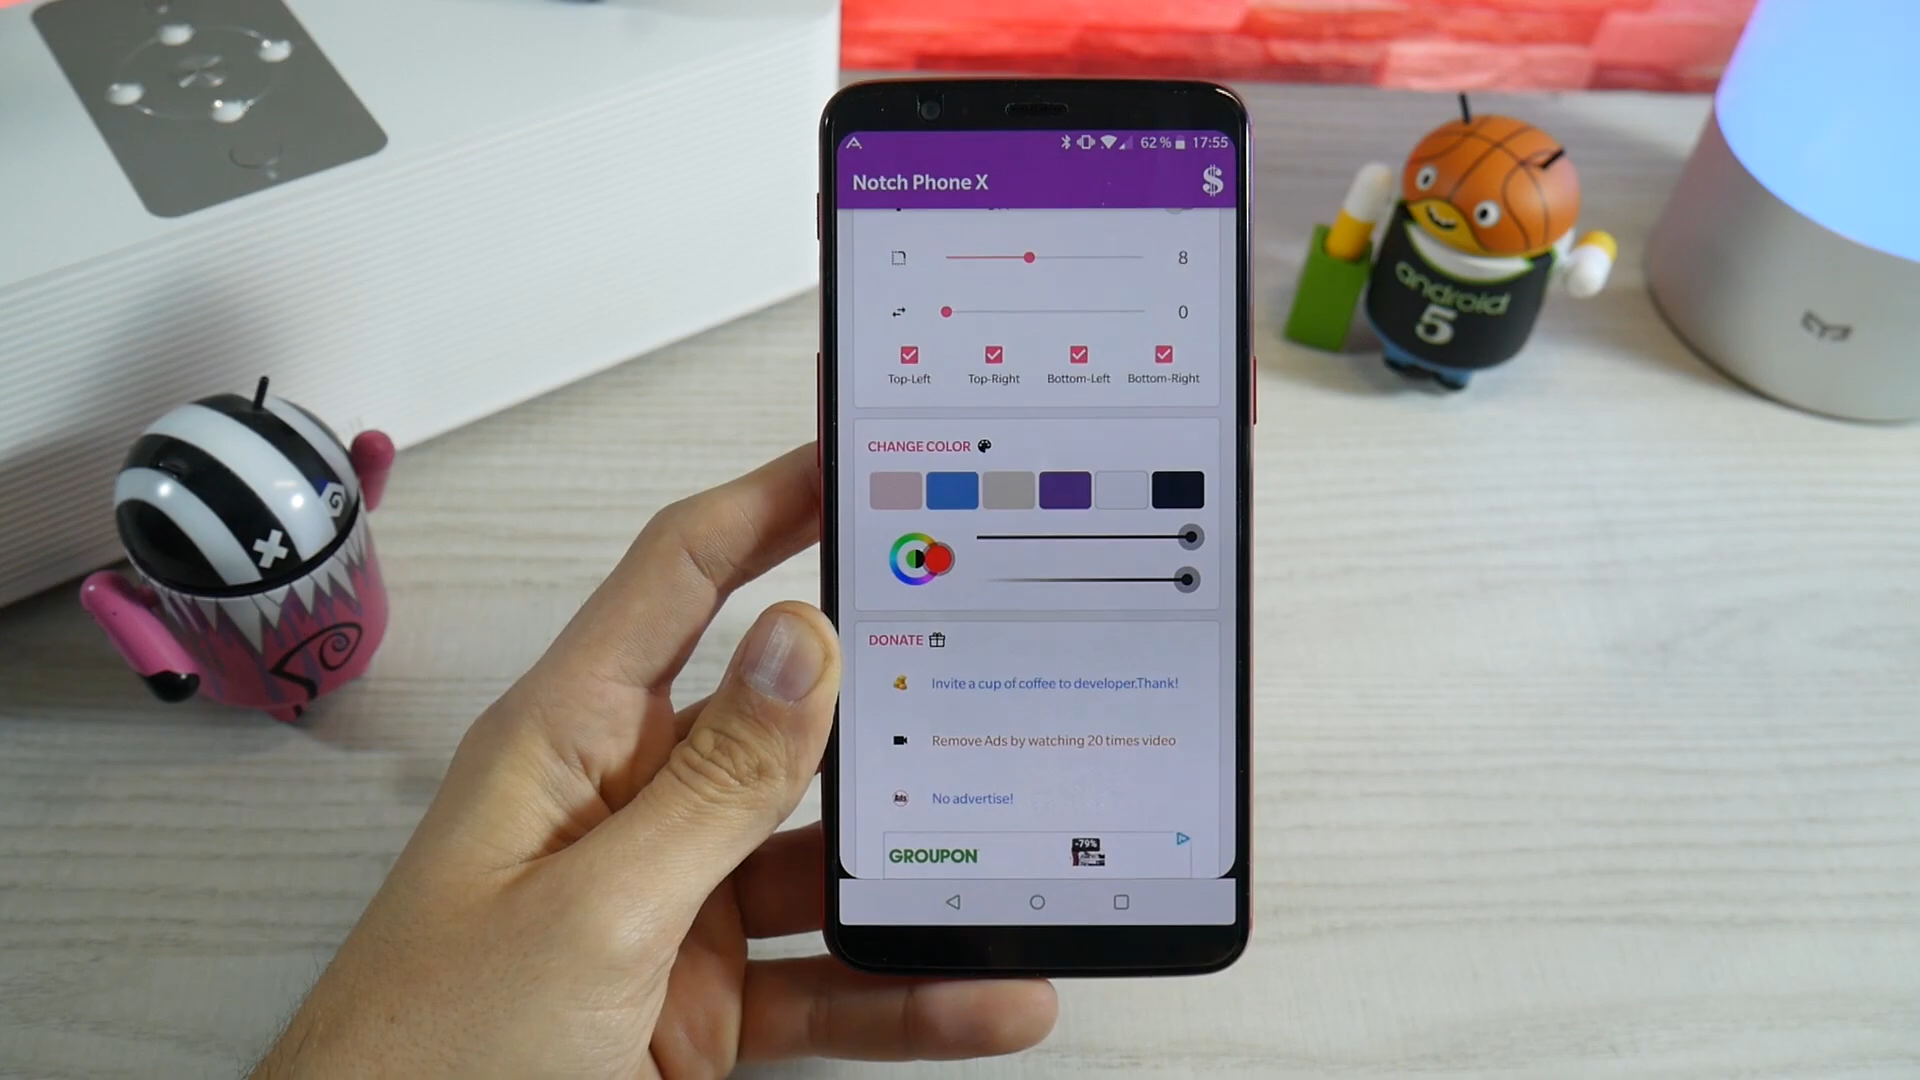 62 % 17:55
Notch Phone X $
8
0
Top-Left Top-Right Bottom-Left Bottom-Right
CHANGE COLOR
DONATE
Invite a cup of coffee to developer.Thank!
Remove Ads by watching 20 times video
Ads No advertise!
-79%
GROUPON
android
5